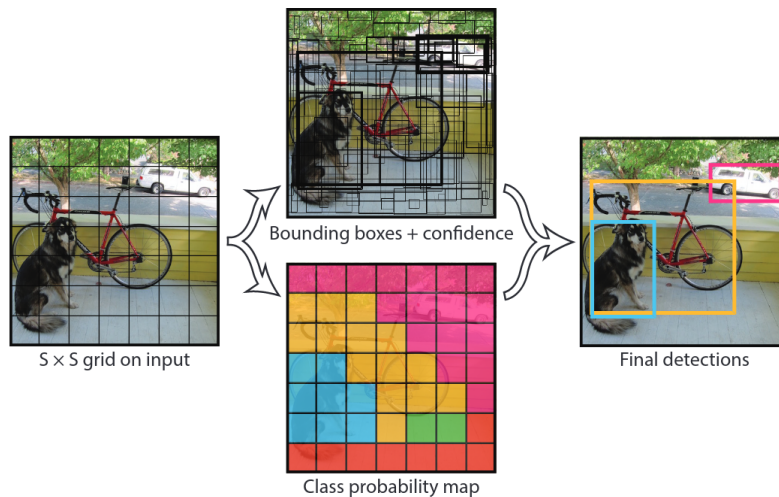 Bounding boxes + confidence
S × S grid on input
Final detections
Class probability map